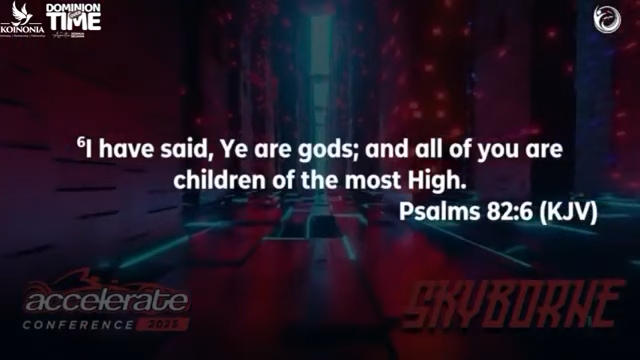 DOMINION
TIME
KOINONIA
⁶I have said, Ye are gods; and all of you are
children of the most High.
Psalms 82:6 (KJV)
accelerate
CONFERENCE 2025
SKYBORNE